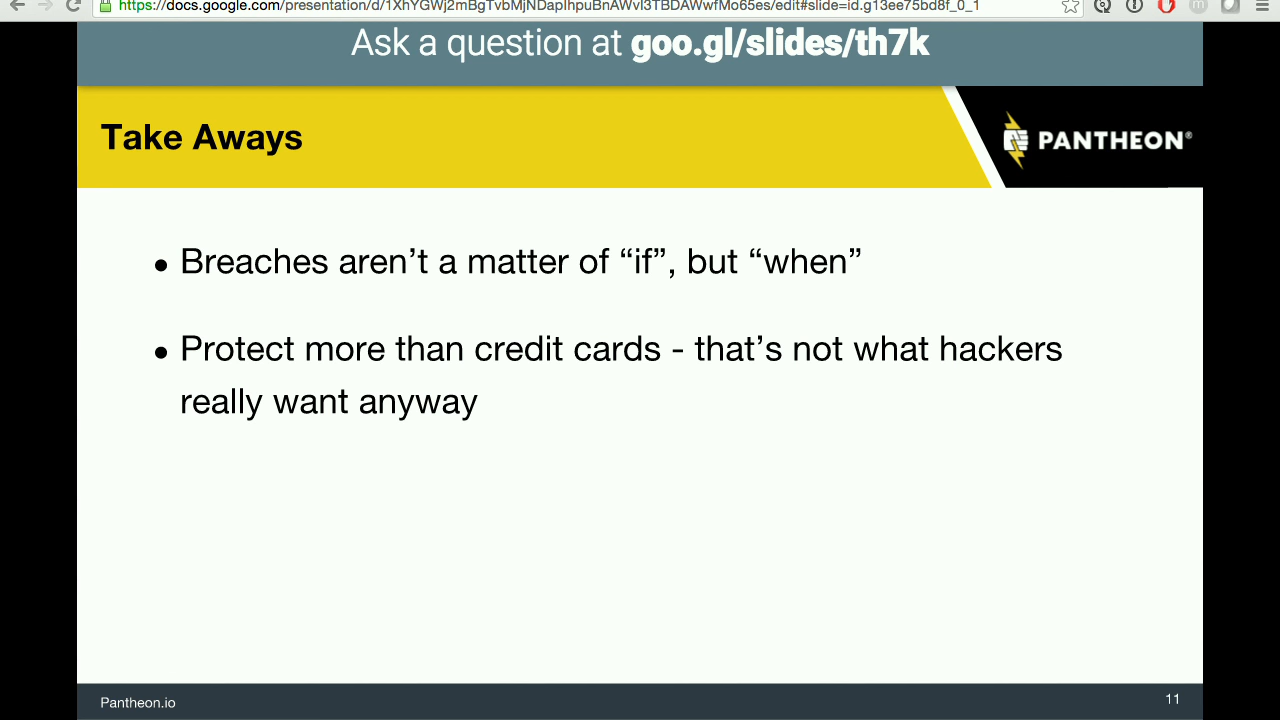 https://docs.google.com/presentation/d/1XhYGWj2mBgTvbMjNDapIhpuBnAWvl3TBDAWwfMo65es/edit#slide=id.g13ee75bd8f_0_1
Ask a question at goo.gl/slides/th7k
Take Aways
PANTHEON®
• Breaches aren’t a matter of “if”, but “when”
• Protect more than credit cards - that’s not what hackers
really want anyway
Pantheon.io
11